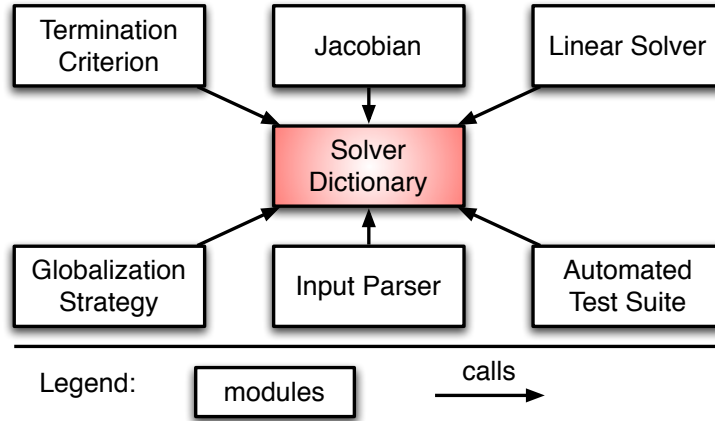 Termination
Criterion
Jacobian
Linear Solver
Solver
Dictionary
Globalization
Strategy
Input Parser
Automated
Test Suite
Legend:
modules
calls